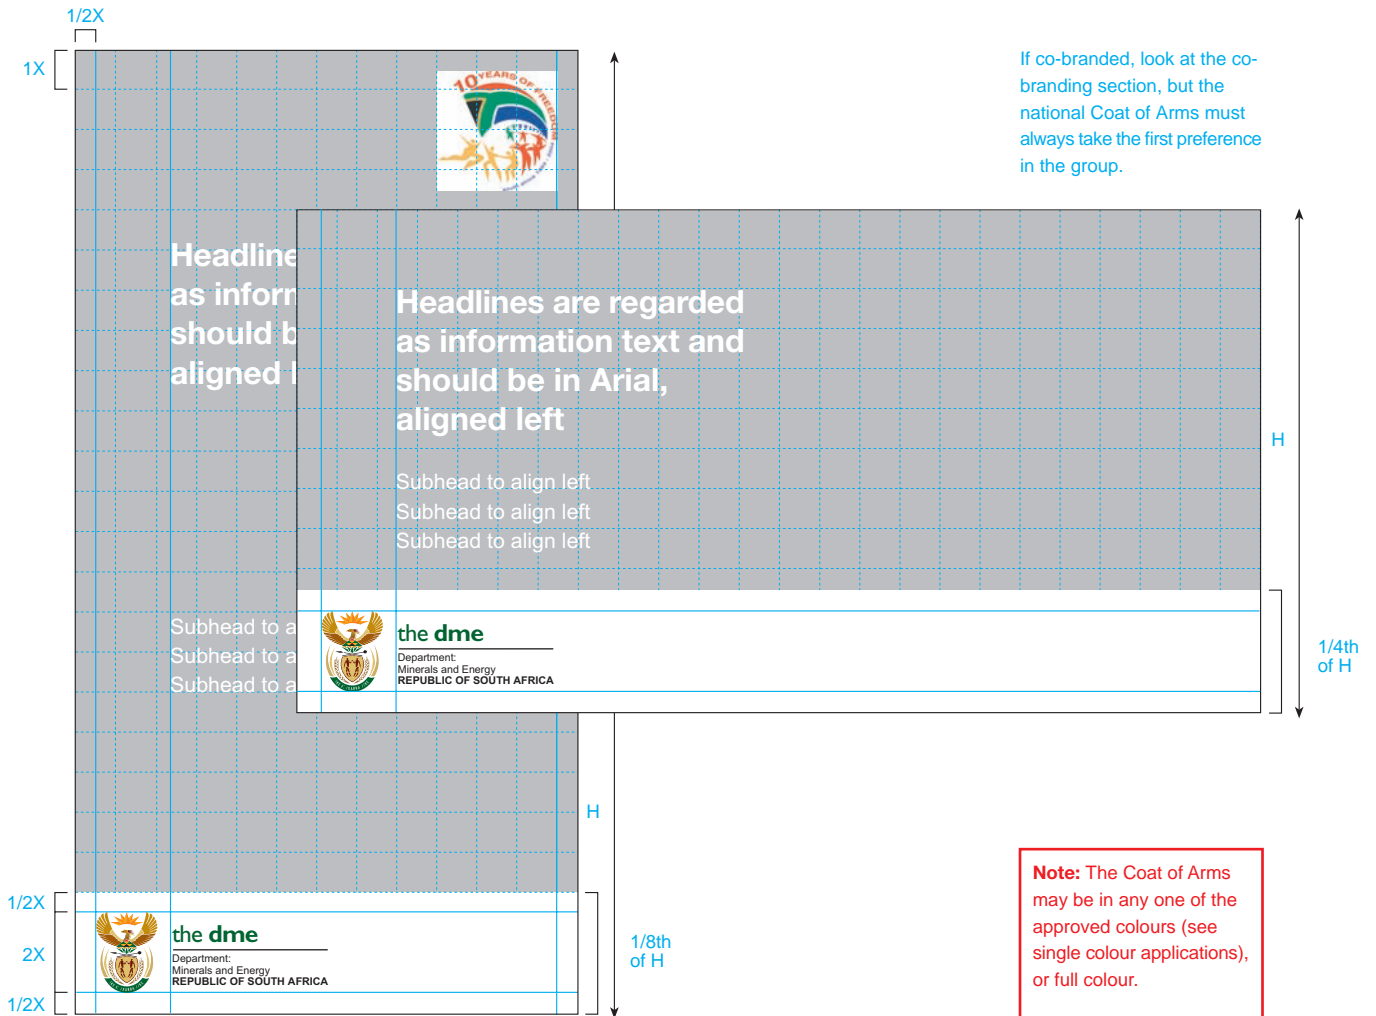 1/2X
1X
10 YEARS OF FREEDOM
If co-branded, look at the co-
branding section, but the
national Coat of Arms must
always take the first preference
in the group.
Headline
as inforn
should b
aligned l
Headlines are regarded
as information text and
should be in Arial,
aligned left
Subhead to align left
Subhead to align left
Subhead to align left
H
Subhead to a
Subhead to a
Subhead to a
the dme
Department:
Minerals and Energy
REPUBLIC OF SOUTH AFRICA
1/4th
of H
H
Note: The Coat of Arms
may be in any one of the
approved colours (see
single colour applications),
or full colour.
1/2X
2X
1/2X
the dme
Department:
Minerals and Energy
REPUBLIC OF SOUTH AFRICA
1/8th
of H